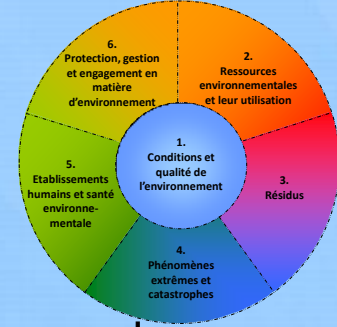 1.
Conditions et
qualité de
l'environnement
2.
Ressources
environnementales
et leur utilisation
3.
Résidus
4.
Phénomènes
extrêmes et
catastrophes
5.
Etablissements
humains et santé
environne-
mentale
6.
Protection, gestion
et engagement en
matière
d'environnement